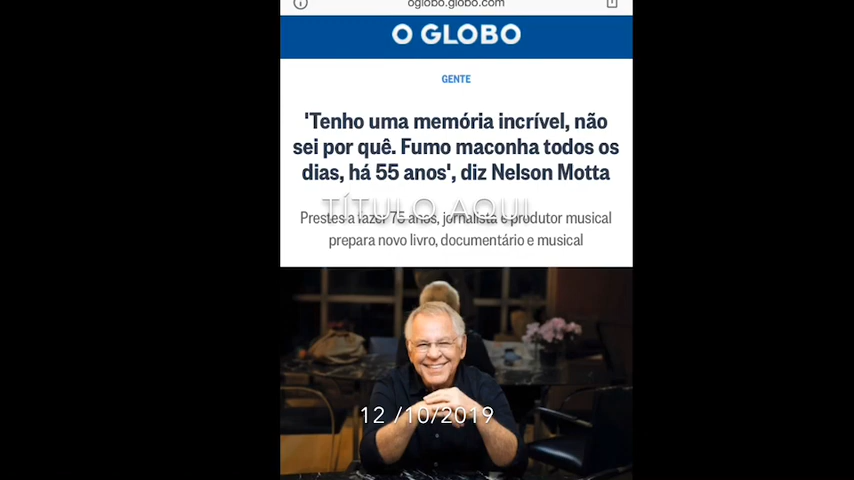 oglobo.globo.com
O GLOBO
GENTE
'Tenho uma memória incrível, não
sei por quê. Fumo maconha todos os
dias, há 55 anos', diz Nelson Motta
TÍTULO AQUI
Prestes a fazer 75 anos, jornalista e produtor musical
prepara novo livro, documentário e musical
12 /10/2019